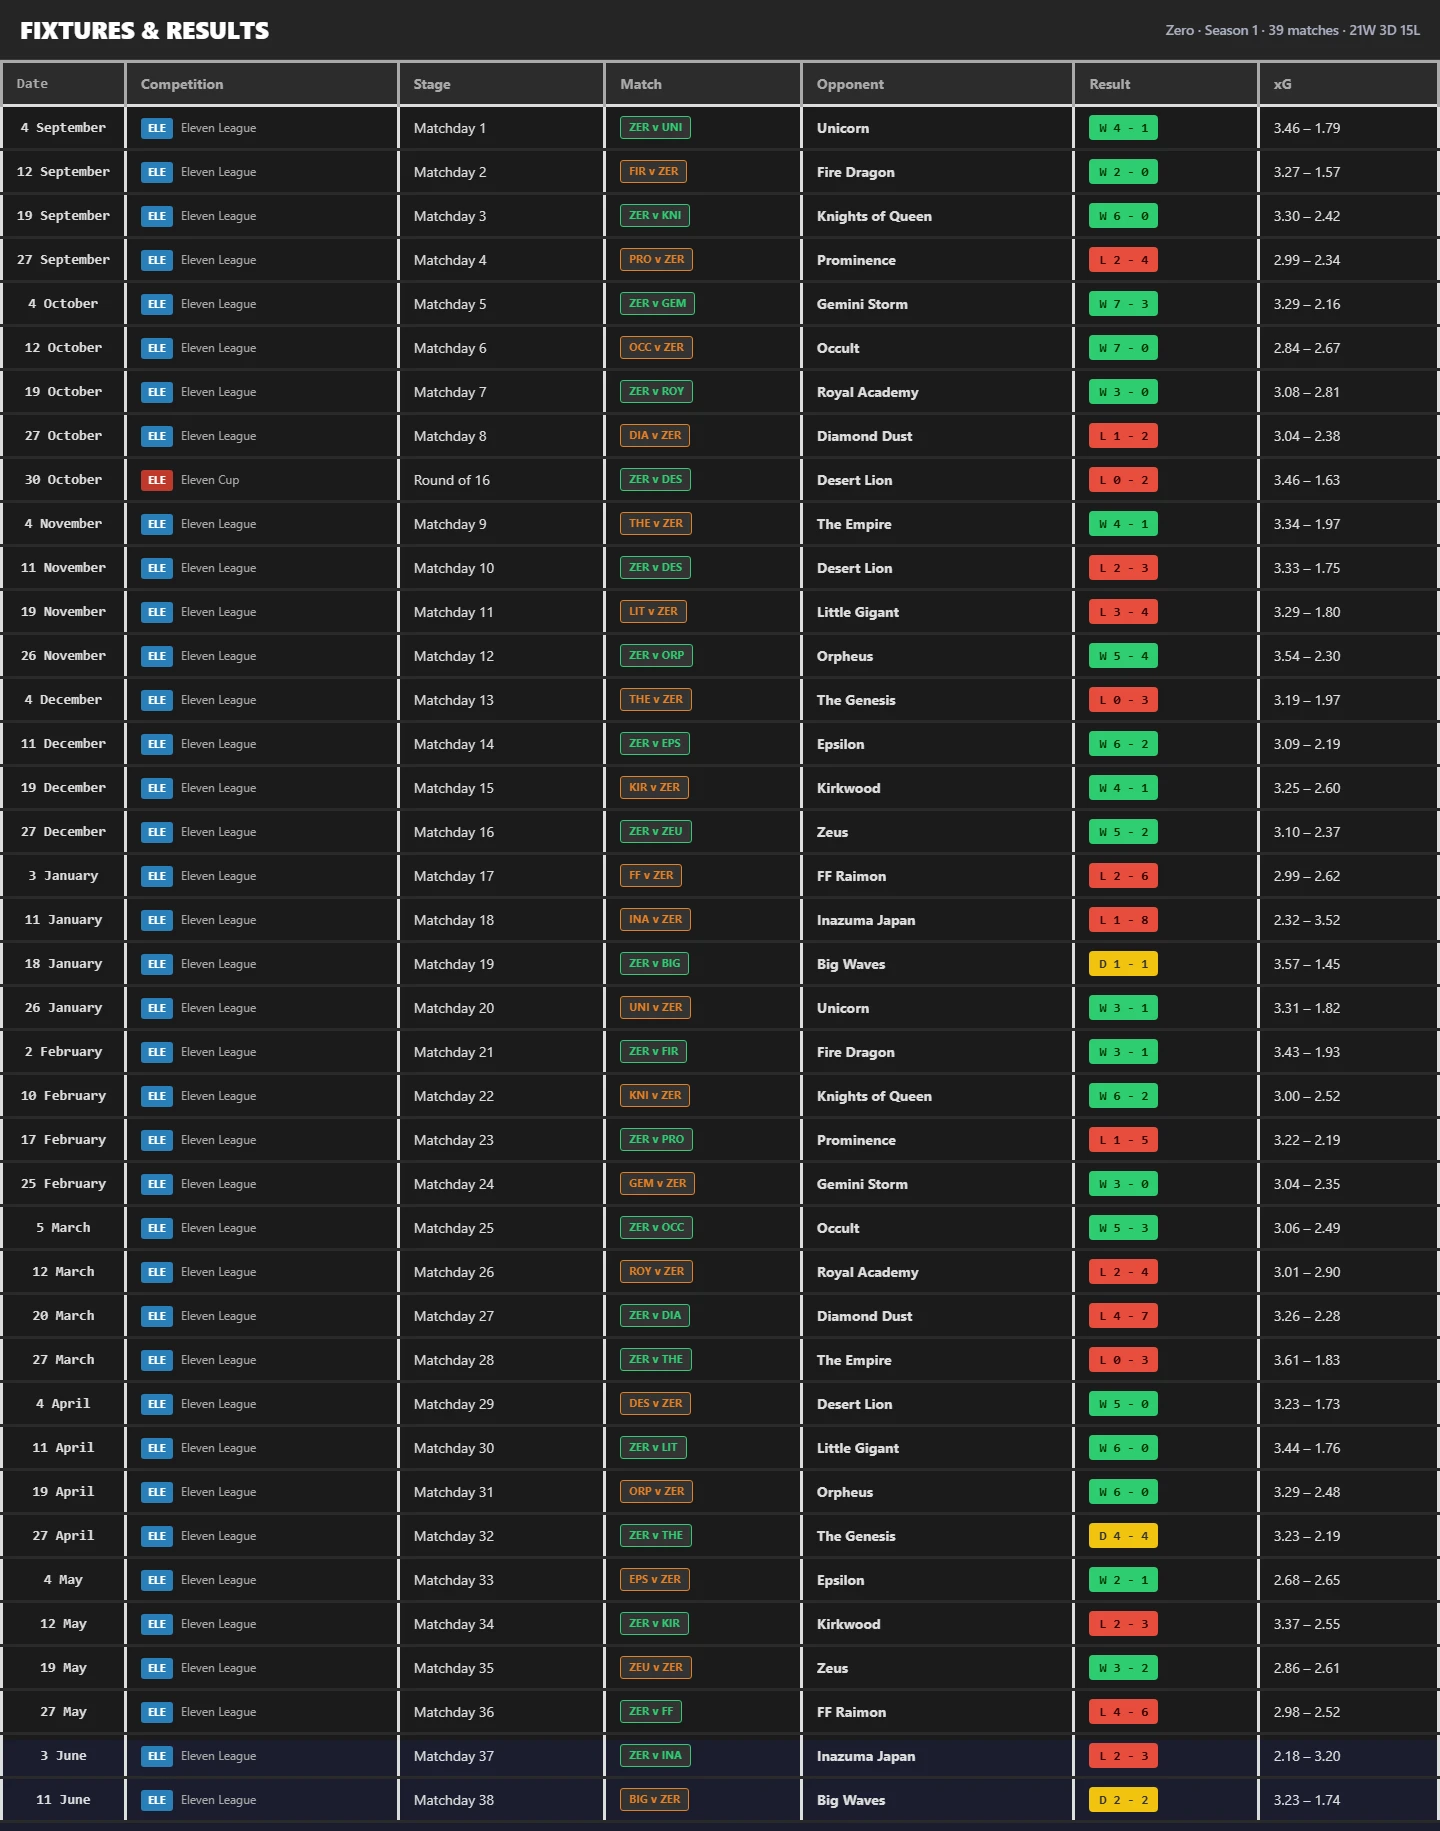 FIXTURES & RESULTS
Zero · Season 1 · 39 matches · 21W 3D 15L
Date Competition Stage Match Opponent Result xG
4 September ELE Eleven League Matchday 1 ZER v UNI Unicorn W 4 - 1 3.46 – 1.79
12 September ELE Eleven League Matchday 2 FIR v ZER Fire Dragon W 2 - 0 3.27 – 1.57
19 September ELE Eleven League Matchday 3 ZER v KNI Knights of Queen W 6 - 0 3.30 – 2.42
27 September ELE Eleven League Matchday 4 PRO v ZER Prominence L 2 - 4 2.99 – 2.34
4 October ELE Eleven League Matchday 5 ZER v GEM Gemini Storm W 7 - 3 3.29 – 2.16
12 October ELE Eleven League Matchday 6 OCC v ZER Occult W 7 - 0 2.84 – 2.67
19 October ELE Eleven League Matchday 7 ZER v ROY Royal Academy W 3 - 0 3.08 – 2.81
27 October ELE Eleven League Matchday 8 DIA v ZER Diamond Dust L 1 - 2 3.04 – 2.38
30 October ELE Eleven Cup Round of 16 ZER v DES Desert Lion L 0 - 2 3.46 – 1.63
4 November ELE Eleven League Matchday 9 THE v ZER The Empire W 4 - 1 3.34 – 1.97
11 November ELE Eleven League Matchday 10 ZER v DES Desert Lion L 2 - 3 3.33 – 1.75
19 November ELE Eleven League Matchday 11 LIT v ZER Little Gigant L 3 - 4 3.29 – 1.80
26 November ELE Eleven League Matchday 12 ZER v ORP Orpheus W 5 - 4 3.54 – 2.30
4 December ELE Eleven League Matchday 13 THE v ZER The Genesis L 0 - 3 3.19 – 1.97
11 December ELE Eleven League Matchday 14 ZER v EPS Epsilon W 6 - 2 3.09 – 2.19
19 December ELE Eleven League Matchday 15 KIR v ZER Kirkwood W 4 - 1 3.25 – 2.60
27 December ELE Eleven League Matchday 16 ZER v ZEU Zeus W 5 - 2 3.10 – 2.37
3 January ELE Eleven League Matchday 17 FF v ZER FF Raimon L 2 - 6 2.99 – 2.62
11 January ELE Eleven League Matchday 18 INA v ZER Inazuma Japan L 1 - 8 2.32 – 3.52
18 January ELE Eleven League Matchday 19 ZER v BIG Big Waves D 1 - 1 3.57 – 1.45
26 January ELE Eleven League Matchday 20 UNI v ZER Unicorn W 3 - 1 3.31 – 1.82
2 February ELE Eleven League Matchday 21 ZER v FIR Fire Dragon W 3 - 1 3.43 – 1.93
10 February ELE Eleven League Matchday 22 KNI v ZER Knights of Queen W 6 - 2 3.00 – 2.52
17 February ELE Eleven League Matchday 23 ZER v PRO Prominence L 1 - 5 3.22 – 2.19
25 February ELE Eleven League Matchday 24 GEM v ZER Gemini Storm W 3 - 0 3.04 – 2.35
5 March ELE Eleven League Matchday 25 ZER v OCC Occult W 5 - 3 3.06 – 2.49
12 March ELE Eleven League Matchday 26 ROY v ZER Royal Academy L 2 - 4 3.01 – 2.90
20 March ELE Eleven League Matchday 27 ZER v DIA Diamond Dust L 4 - 7 3.26 – 2.28
27 March ELE Eleven League Matchday 28 ZER v THE The Empire L 0 - 3 3.61 – 1.83
4 April ELE Eleven League Matchday 29 DES v ZER Desert Lion W 5 - 0 3.23 – 1.73
11 April ELE Eleven League Matchday 30 ZER v LIT Little Gigant W 6 - 0 3.44 – 1.76
19 April ELE Eleven League Matchday 31 ORP v ZER Orpheus W 6 - 0 3.29 – 2.48
27 April ELE Eleven League Matchday 32 ZER v THE The Genesis D 4 - 4 3.23 – 2.19
4 May ELE Eleven League Matchday 33 EPS v ZER Epsilon W 2 - 1 2.68 – 2.65
12 May ELE Eleven League Matchday 34 ZER v KIR Kirkwood L 2 - 3 3.37 – 2.55
19 May ELE Eleven League Matchday 35 ZEU v ZER Zeus W 3 - 2 2.86 – 2.61
27 May ELE Eleven League Matchday 36 ZER v FF FF Raimon L 4 - 6 2.98 – 2.52
3 June ELE Eleven League Matchday 37 ZER v INA Inazuma Japan L 2 - 3 2.18 – 3.20
11 June ELE Eleven League Matchday 38 BIG v ZER Big Waves D 2 - 2 3.23 – 1.74